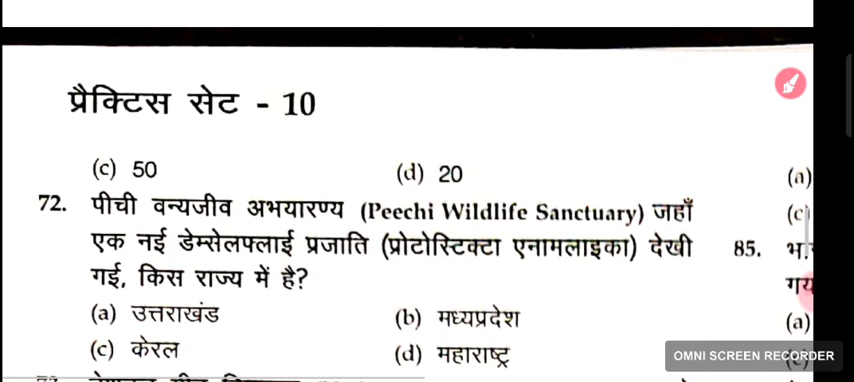 प्रैक्टिस सेट - 10
(c) 50 (d) 20 (a)
72. पीची वन्यजीव अभयारण्य (Peechi Wildlife Sanctuary) जहाँ (c)
एक नई डेम्सेलफ्लाई प्रजाति (प्रोटोस्टिक्टा एनामलाइका) देखी 85.
गई, किस राज्य में है?
(a) उत्तराखंड (b) मध्यप्रदेश (a)
(c) केरल (d) महाराष्ट्र
OMNI SCREEN RECORDER